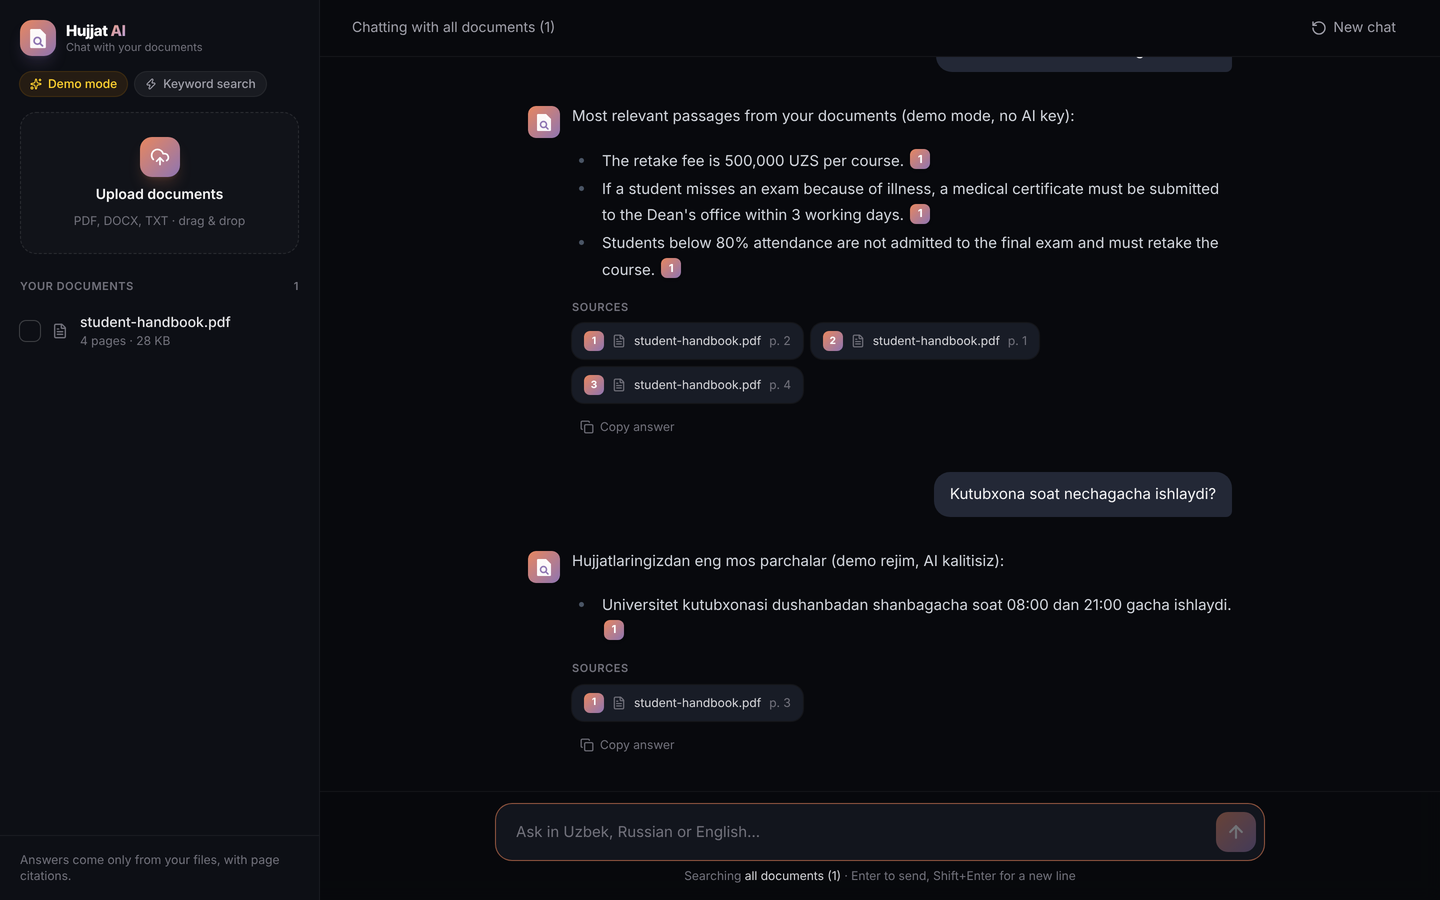 Hujjat AI
Chat with your documents
Demo mode
Keyword search
Upload documents
PDF, DOCX, TXT · drag & drop
YOUR DOCUMENTS 1
student-handbook.pdf
4 pages · 28 KB
Answers come only from your files, with page
citations.
Chatting with all documents (1)
New chat
Most relevant passages from your documents (demo mode, no AI key):
• The retake fee is 500,000 UZS per course. 1
• If a student misses an exam because of illness, a medical certificate must be submitted
to the Dean's office within 3 working days. 1
• Students below 80% attendance are not admitted to the final exam and must retake the
course. 1
SOURCES
1 student-handbook.pdf p. 2
2 student-handbook.pdf p. 1
3 student-handbook.pdf p. 4
Copy answer
Kutubxona soat nechagacha ishlaydi?
Hujjatlaringizdan eng mos parchalar (demo rejim, AI kalitisiz):
• Universitet kutubxonasi dushanbadan shanbagacha soat 08:00 dan 21:00 gacha ishlaydi.
1
SOURCES
1 student-handbook.pdf p. 3
Copy answer
Ask in Uzbek, Russian or English...
Searching all documents (1) · Enter to send, Shift+Enter for a new line